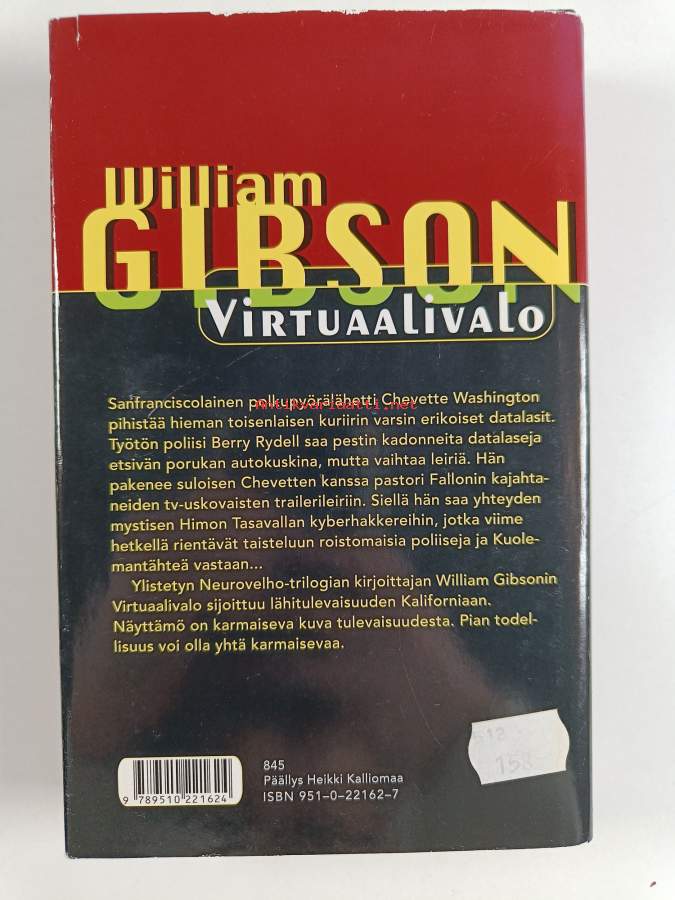 William
GIBSON
VIRTUAALIVALO
Sanfranciscolainen polkupyörälähetti Chevette Washington
Antikvariaatti.net
pihistää hieman toisenlaisen kuriirin varsin erikoiset datalasit.
Työtön poliisi Berry Rydell saa pestin kadonneita datalaseja
etsivän porukan autokuskina, mutta vaihtaa leiriä. Hän
pakenee suloisen Chevetten kanssa pastori Fallonin kajahta-
neiden tv-uskovaisten trailerileiriin. Siellä hän saa yhteyden
mystisen Himon Tasavallan kyberhakkereihin, jotka viime
hetkellä rientävät taisteluun roistomaisia poliiseja ja Kuole-
mantähteä vastaan...
Ylistetyn Neurovelho-trilogian kirjoittajan William Gibsonin
Virtuaalivalo sijoittuu lähitulevaisuuden Kaliforniaan.
Näyttämö on karmaiseva kuva tulevaisuudesta. Pian todel-
lisuus voi olla yhtä karmaisevaa.
845
Päällys Heikki Kalliomaa
ISBN 951–0–22162–7
9 789510 221624
512
158,-